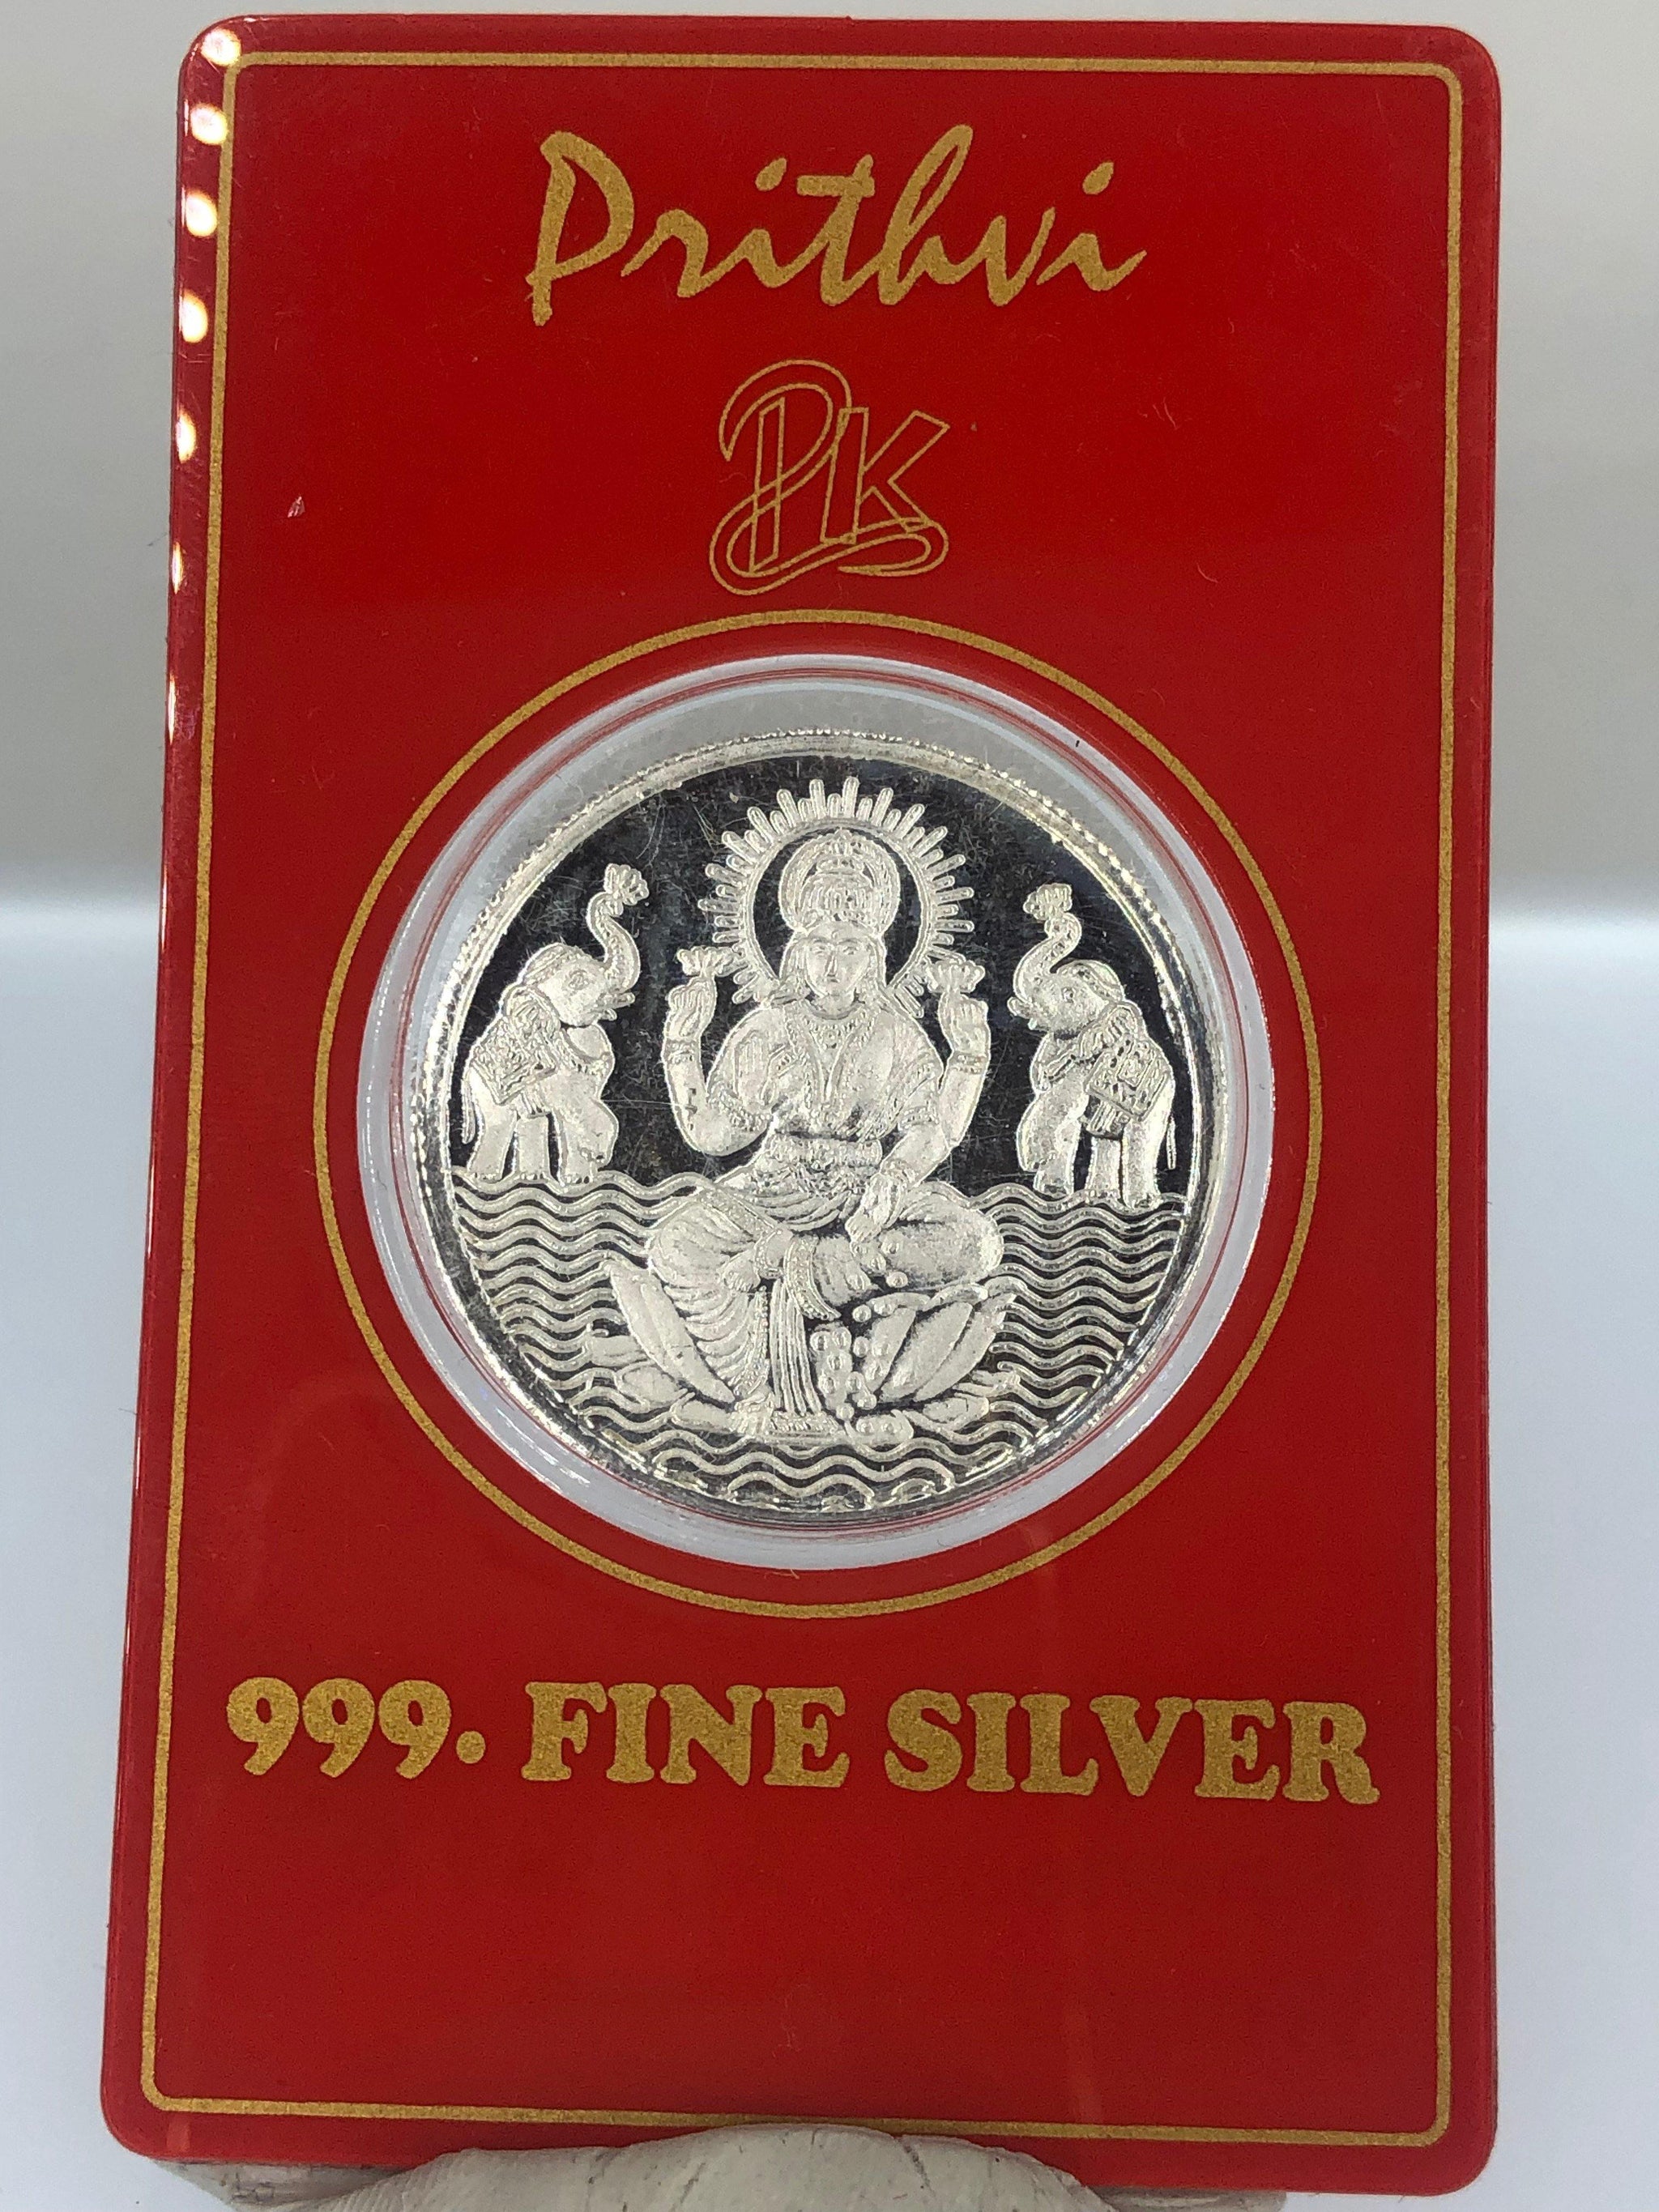 Prithvi
PK
999. FINE SILVER